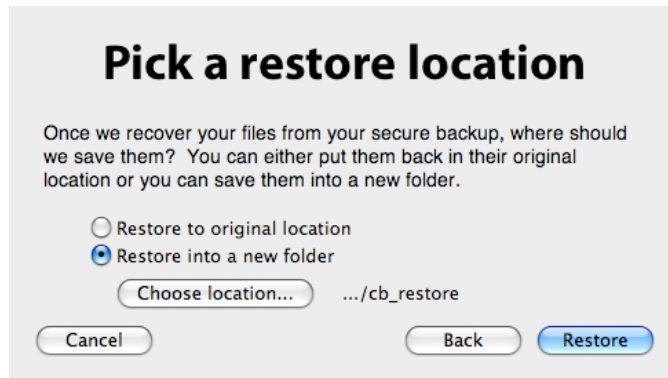 Pick a restore location
Once we recover your files from your secure backup, where should
we save them?  You can either put them back in their original
location or you can save them into a new folder.
Restore to original location
Restore into a new folder
Choose location... .../cb_restore
Cancel Back Restore